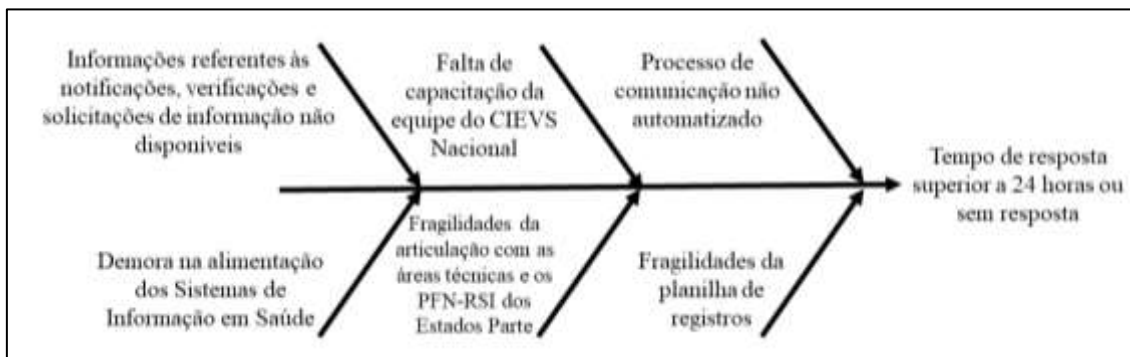 Informações referentes às
notificações, verificações e
solicitações de informação não
disponíveis
Falta de
capacitação da
equipe do CIEVS
Nacional
Processo de
comunicação não
automatizado
Tempo de resposta
superior a 24 horas ou
sem resposta
Demora na alimentação
dos Sistemas de
Informação em Saúde
Fragilidades da
articulação com as
áreas técnicas e os
PFN-RSI dos
Estados Parte
Fragilidades da
planilha de
registros